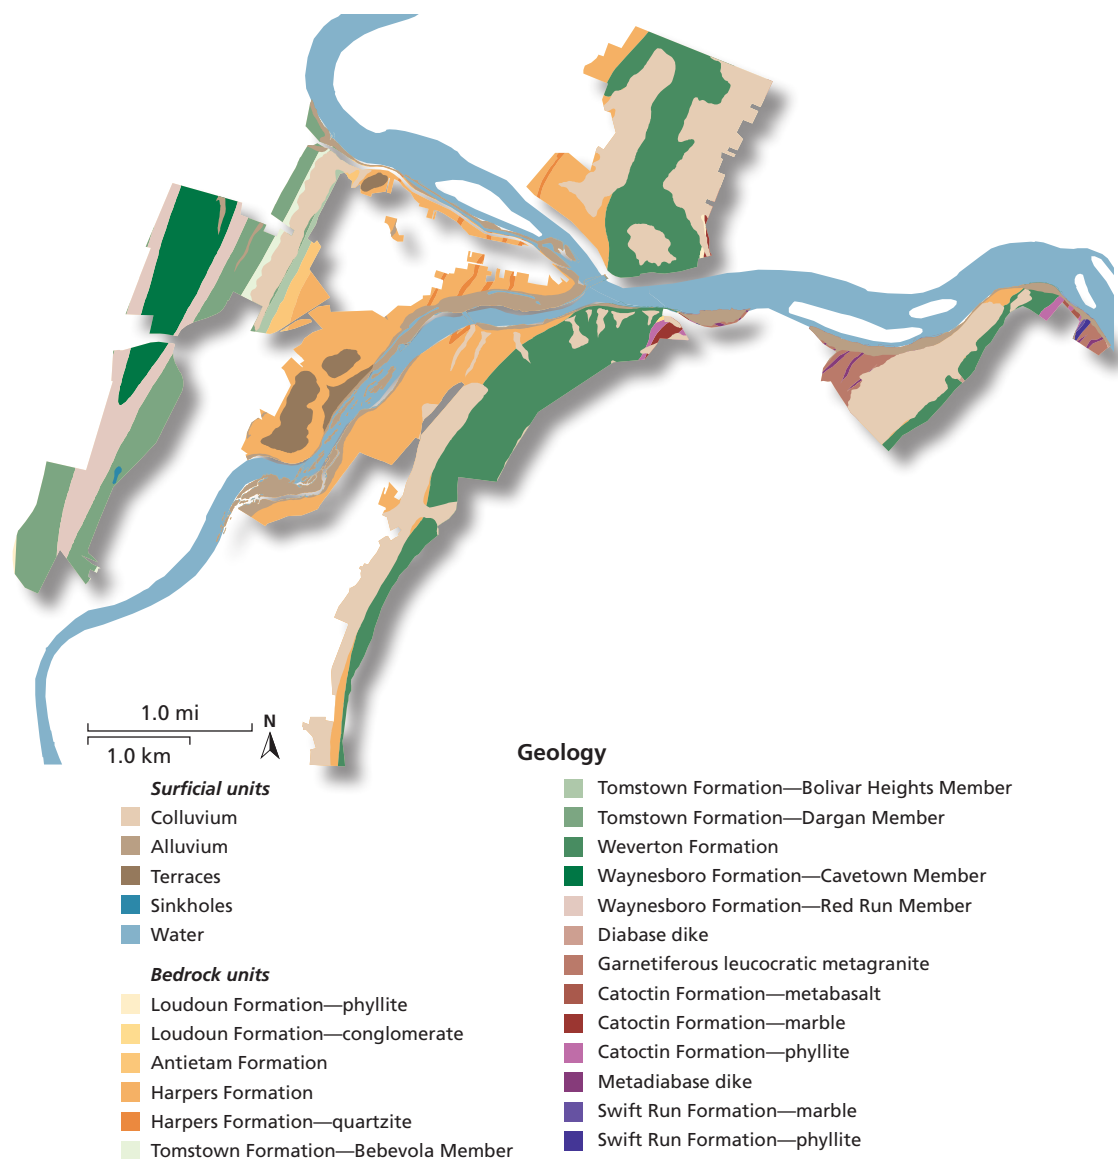 1.0 mi
N
1.0 km
Geology
Surficial units
Colluvium
Alluvium
Terraces
Sinkholes
Water
Bedrock units
Loudoun Formation—phyllite
Loudoun Formation—conglomerate
Antietam Formation
Harpers Formation
Harpers Formation—quartzite
Tomstown Formation—Bebevola Member
Tomstown Formation—Bolivar Heights Member
Tomstown Formation—Dargan Member
Weverton Formation
Waynesboro Formation—Cavetown Member
Waynesboro Formation—Red Run Member
Diabase dike
Garnetiferous leucocratic metagranite
Catoctin Formation—metabasalt
Catoctin Formation—marble
Catoctin Formation—phyllite
Metadiabase dike
Swift Run Formation—marble
Swift Run Formation—phyllite